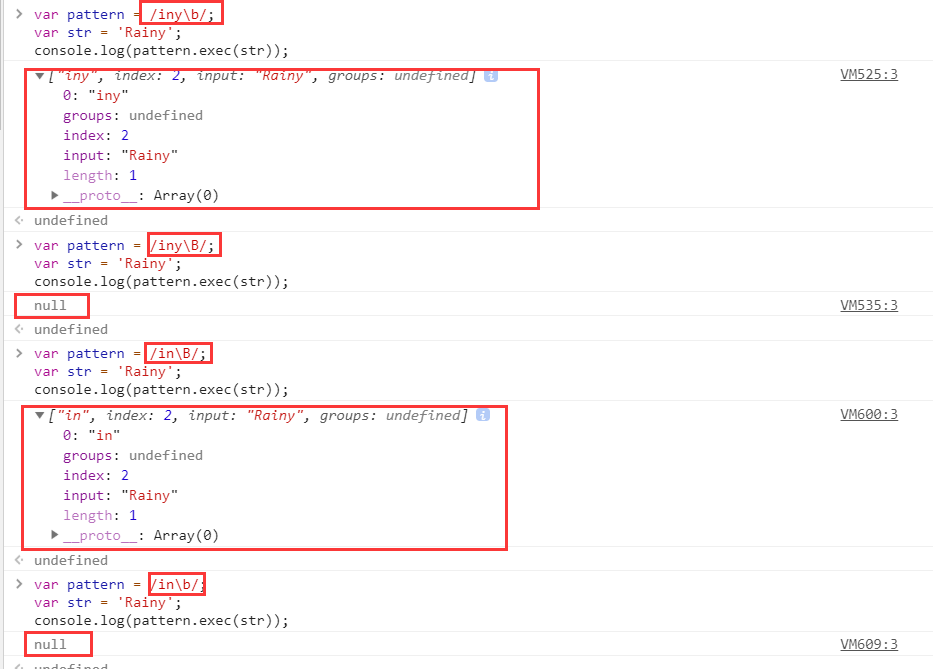 > var pattern = /iny\b/;
var str = 'Rainy';
console.log(pattern.exec(str));
▼["iny", index: 2, input: "Rainy", groups: undefined] i VM525:3
0: "iny"
groups: undefined
index: 2
input: "Rainy"
length: 1
▶__proto__: Array(0)
undefined
> var pattern = /iny\B/;
var str = 'Rainy';
console.log(pattern.exec(str));
null VM535:3
undefined
> var pattern = /in\B/;
var str = 'Rainy';
console.log(pattern.exec(str));
▼["in", index: 2, input: "Rainy", groups: undefined] i VM600:3
0: "in"
groups: undefined
index: 2
input: "Rainy"
length: 1
▶__proto__: Array(0)
undefined
> var pattern = /in\b/;
var str = 'Rainy';
console.log(pattern.exec(str));
null VM609:3
undefined